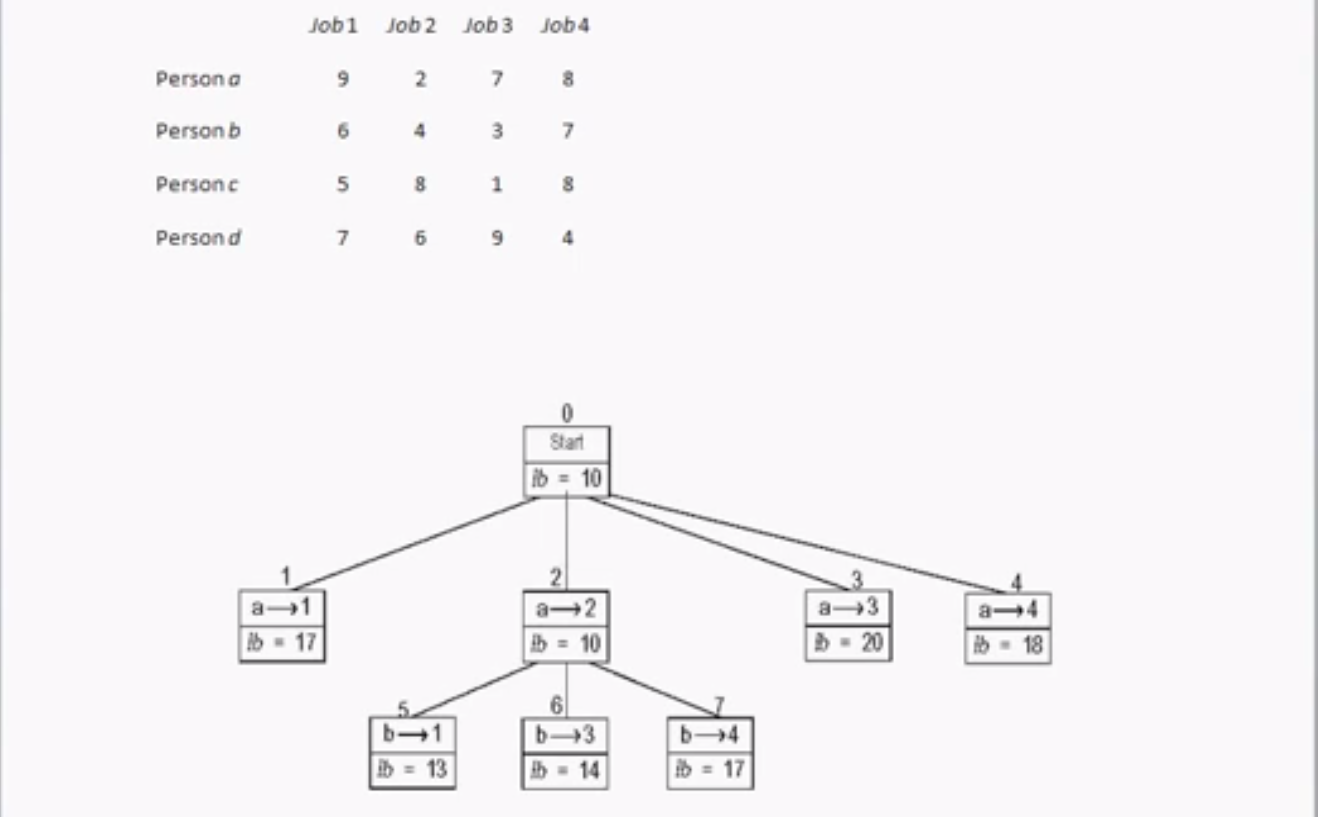 Job 1 Job 2 Job 3 Job 4
Person a 9 2 7 8
Person b 6 4 3 7
Person c 5 8 1 8
Person d 7 6 9 4
0
Start
lb = 10
1 2 3 4
a→1 a→2 a→3 a→4
lb = 17 lb = 10 lb = 20 lb = 18
5 6 7
b→1 b→3 b→4
lb = 13 lb = 14 lb = 17